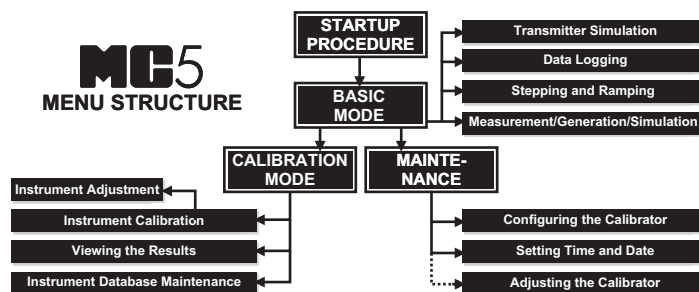 STARTUP
PROCEDURE
MC5
MENU STRUCTURE
BASIC
MODE
Transmitter Simulation
Data Logging
Stepping and Ramping
Measurement/Generation/Simulation
CALIBRATION
MODE
MAINTE-
NANCE
Instrument Adjustment
Instrument Calibration
Viewing the Results
Instrument Database Maintenance
Configuring the Calibrator
Setting Time and Date
Adjusting the Calibrator